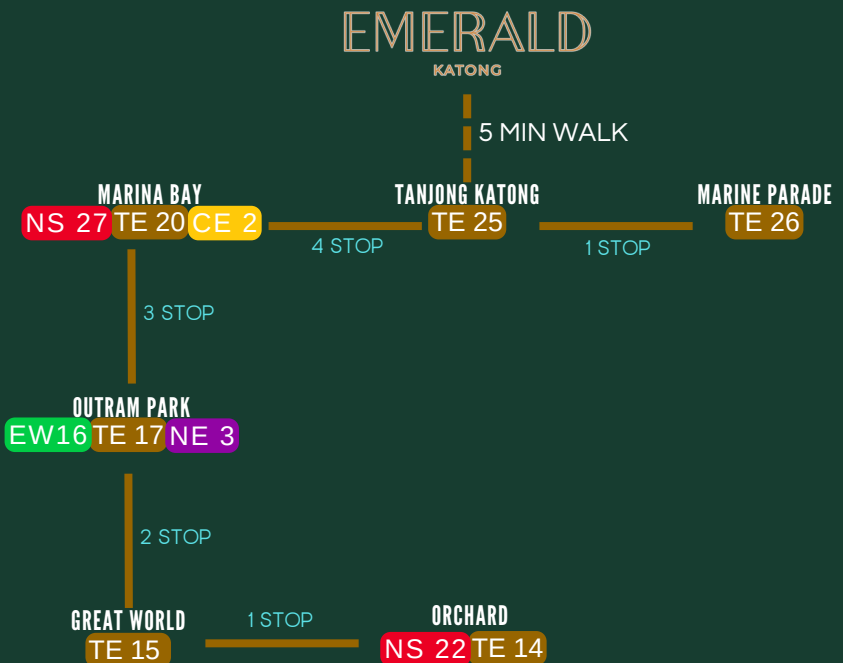 EMERALD
KATONG
5 MIN WALK
MARINA BAY
NS 27 TE 20 CE 2
4 STOP
TANJONG KATONG
TE 25
1 STOP
MARINE PARADE
TE 26
3 STOP
OUTRAM PARK
EW16 TE 17 NE 3
2 STOP
GREAT WORLD
TE 15
1 STOP
ORCHARD
NS 22 TE 14